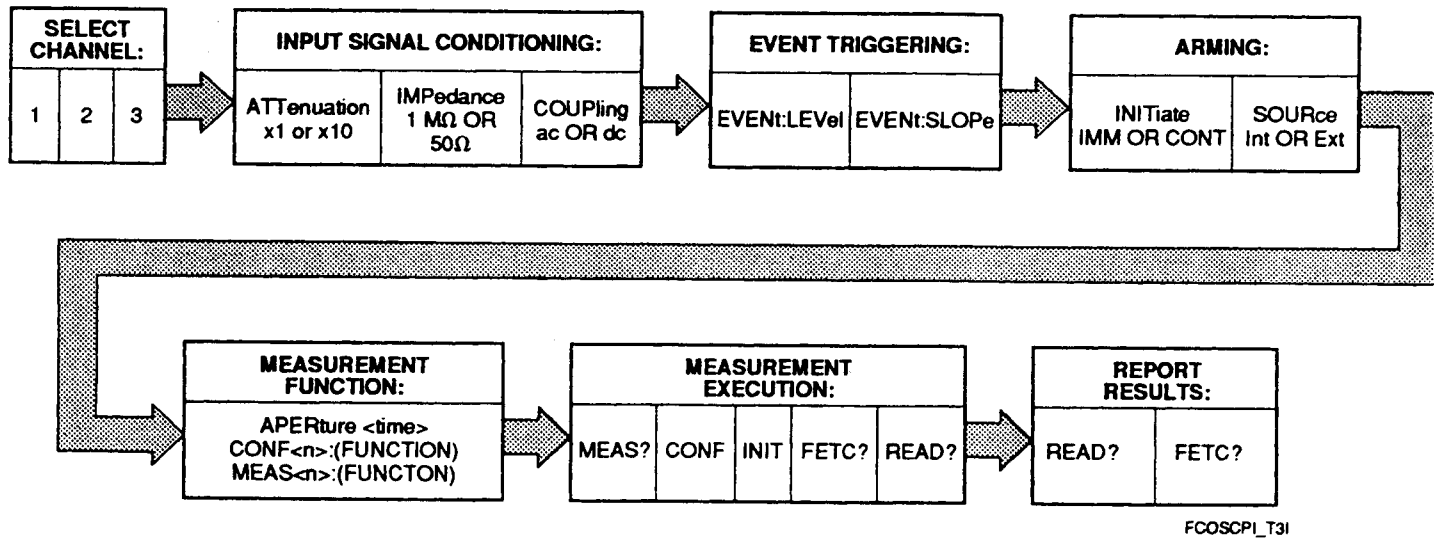 SELECT
CHANNEL:
1 2 3
INPUT SIGNAL CONDITIONING:
ATTenuation
x1 or x10
IMPedance
1 MΩ OR
50Ω
COUPling
ac OR dc
EVENT TRIGGERING:
EVENt:LEVel
EVENt:SLOPe
ARMING:
INITiate
IMM OR CONT
SOURce
Int OR Ext
MEASUREMENT
FUNCTION:
APERture <time>
CONF<n>:(FUNCTION)
MEAS<n>:(FUNCTON)
MEASUREMENT
EXECUTION:
MEAS? CONF INIT FETC? READ?
REPORT
RESULTS:
READ? FETC?
FCOSCPI_T3I